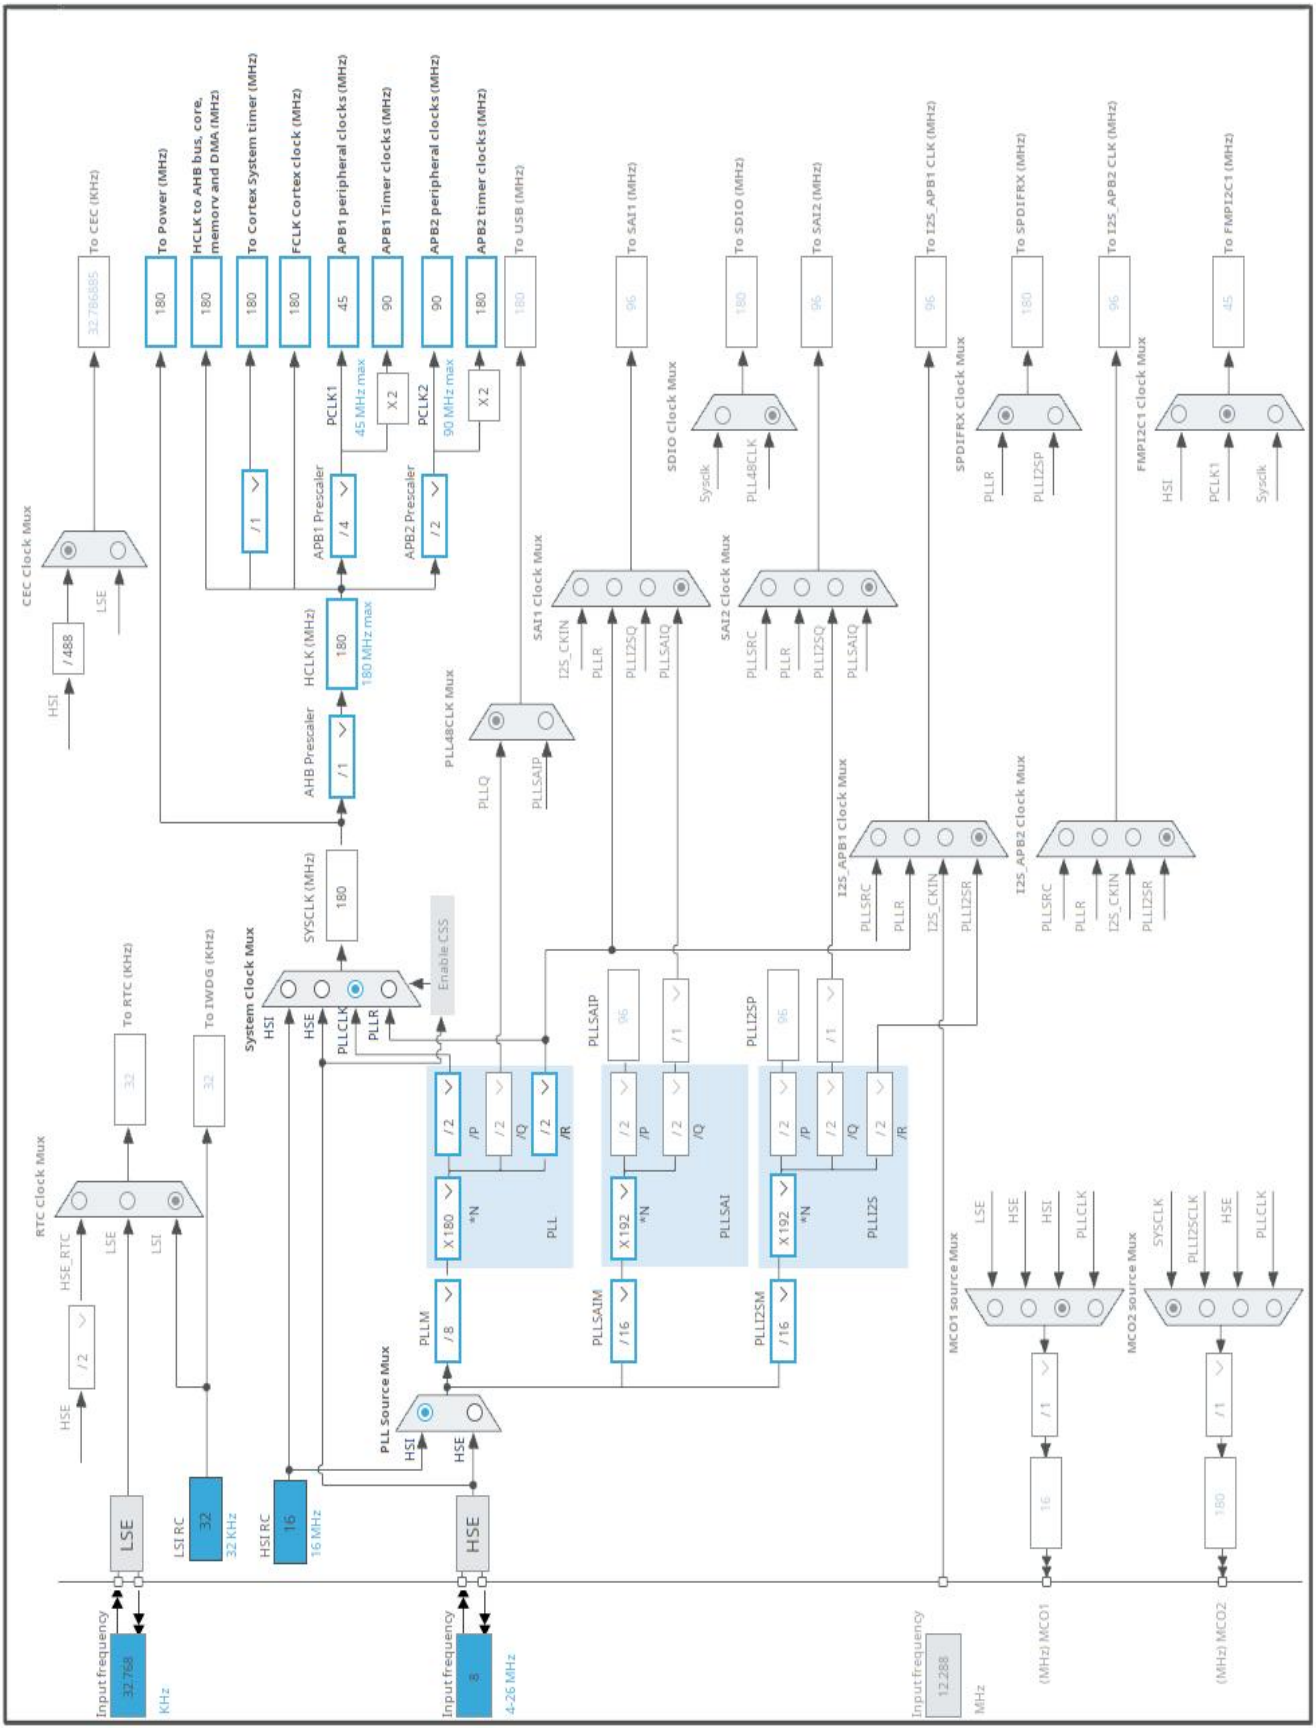 Input frequency
32.768
KHz
LSE
LSI RC
32
32 KHz
HSI RC
16
16 MHz
Input frequency
8
4-26 MHz
HSE
HSE
/ 2
HSE_RTC
LSE
LSI
RTC Clock Mux
32
To RTC (KHz)
32
To IWDG (KHz)
HSI
/ 488
LSE
CEC Clock Mux
32.786885
To CEC (KHz)
PLL Source Mux
HSI
HSE
PLLM
/ 8
X 180
*N
/ 2
/P
/ 2
/Q
/ 2
/R
PLL
System Clock Mux
HSI
HSE
PLLCLK
PLLR
Enable CSS
SYSCLK (MHz)
180
AHB Prescaler
/ 1
HCLK (MHz)
180
180 MHz max
180
To Power (MHz)
180
HCLK to AHB bus, core,
memory and DMA (MHz)
/ 1
180
To Cortex System timer (MHz)
180
FCLK Cortex clock (MHz)
APB1 Prescaler
/ 4
PCLK1
45 MHz max
45
APB1 peripheral clocks (MHz)
X 2
90
APB1 Timer clocks (MHz)
APB2 Prescaler
/ 2
PCLK2
90 MHz max
90
APB2 peripheral clocks (MHz)
X 2
180
APB2 timer clocks (MHz)
PLLQ
PLLSAIP
PLL48CLK Mux
180
To USB (MHz)
PLLSAIM
/ 16
X 192
*N
/ 2
/P
/ 2
/Q
PLLSAI
PLLSAIP
96
/ 1
SAI1 Clock Mux
I2S_CKIN
PLLR
PLLI2SQ
PLLSAIQ
96
To SAI1 (MHz)
SDIO Clock Mux
Sysclk
PLL48CLK
180
To SDIO (MHz)
SAI2 Clock Mux
PLLSRC
PLLR
PLLI2SQ
PLLSAIQ
96
To SAI2 (MHz)
PLLI2SM
/ 16
X 192
*N
/ 2
/P
/ 2
/Q
/ 2
/R
PLLI2S
PLLI2SP
96
/ 1
I2S_APB1 Clock Mux
PLLSRC
PLLR
I2S_CKIN
PLLI2SR
96
To I2S_APB1 CLK (MHz)
SPDIFRX Clock Mux
PLLR
PLLI2SP
180
To SPDIFRX (MHz)
I2S_APB2 Clock Mux
PLLSRC
PLLR
I2S_CKIN
PLLI2SR
96
To I2S_APB2 CLK (MHz)
FMPI2C1 Clock Mux
HSI
PCLK1
Sysclk
45
To FMPI2C1 (MHz)
Input frequency
12.288
MHz
MCO1 source Mux
LSE
HSE
HSI
PLLCLK
/ 1
16
(MHz) MCO1
MCO2 source Mux
SYSCLK
PLLI2SCLK
HSE
PLLCLK
/ 1
180
(MHz) MCO2